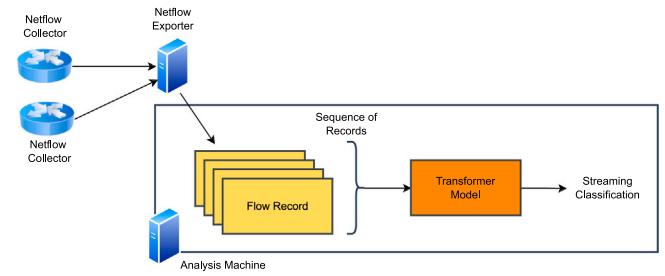 Netflow
Collector
Netflow
Exporter
Netflow
Collector
Sequence of
Records
Flow Record
Transformer
Model
Streaming
Classification
Analysis Machine